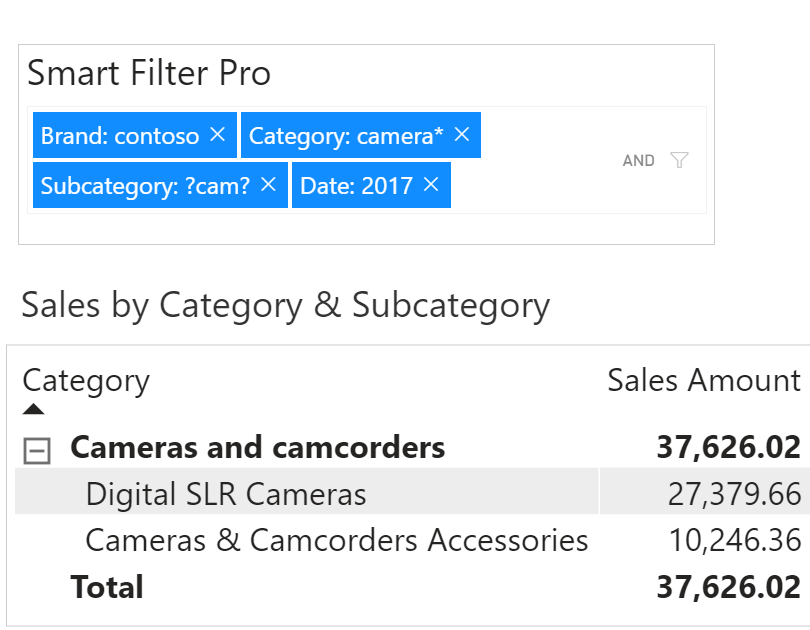 Smart Filter Pro
Brand: contoso × Category: camera* ×
Subcategory: ?cam? × Date: 2017 ×
AND
Sales by Category & Subcategory
Category Sales Amount
Cameras and camcorders 37,626.02
Digital SLR Cameras 27,379.66
Cameras & Camcorders Accessories 10,246.36
Total 37,626.02